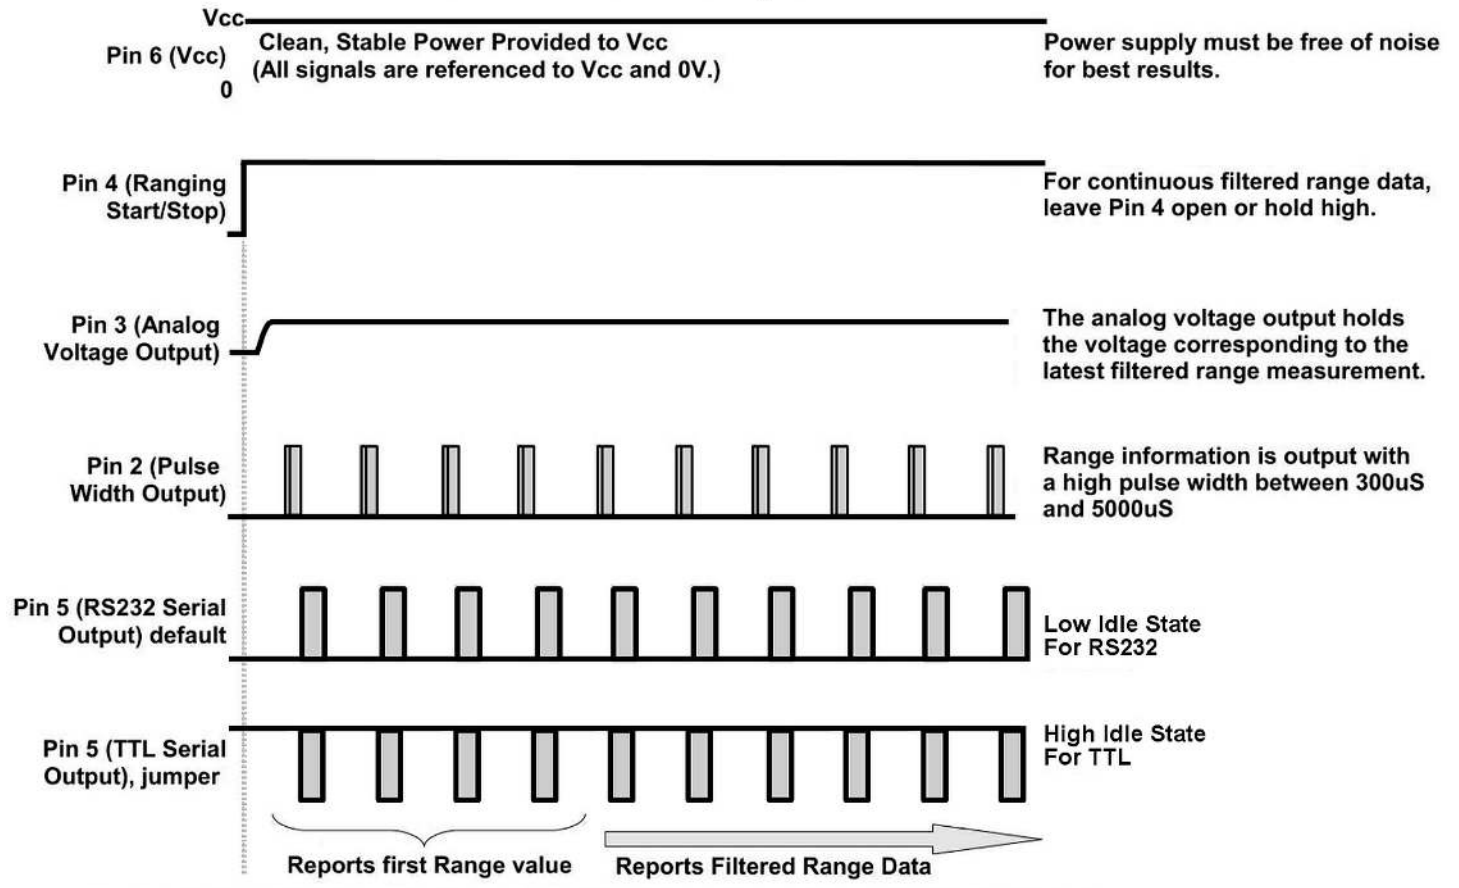 Vcc
Pin 6 (Vcc)
0
Clean, Stable Power Provided to Vcc
(All signals are referenced to Vcc and 0V.)
Power supply must be free of noise
for best results.
Pin 4 (Ranging
Start/Stop)
For continuous filtered range data,
leave Pin 4 open or hold high.
Pin 3 (Analog
Voltage Output)
The analog voltage output holds
the voltage corresponding to the
latest filtered range measurement.
Pin 2 (Pulse
Width Output)
Range information is output with
a high pulse width between 300uS
and 5000uS
Pin 5 (RS232 Serial
Output) default
Low Idle State
For RS232
Pin 5 (TTL Serial
Output), jumper
High Idle State
For TTL
Reports first Range value
Reports Filtered Range Data